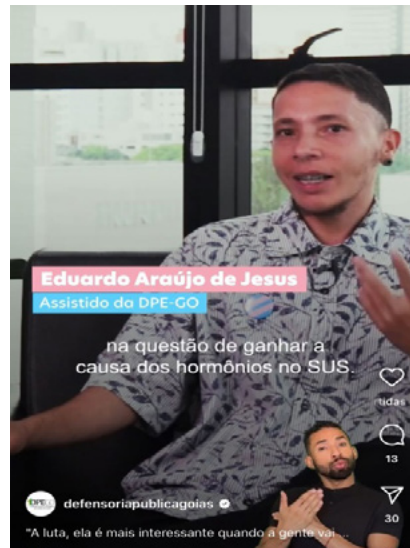 Eduardo Araújo de Jesus
Assistido da DPE-GO
na questão de ganhar a
causa dos hormônios no SUS.
tidas
13
30
defensoriapublicagoias
"A luta, ela é mais interessante quando a gente vai ...